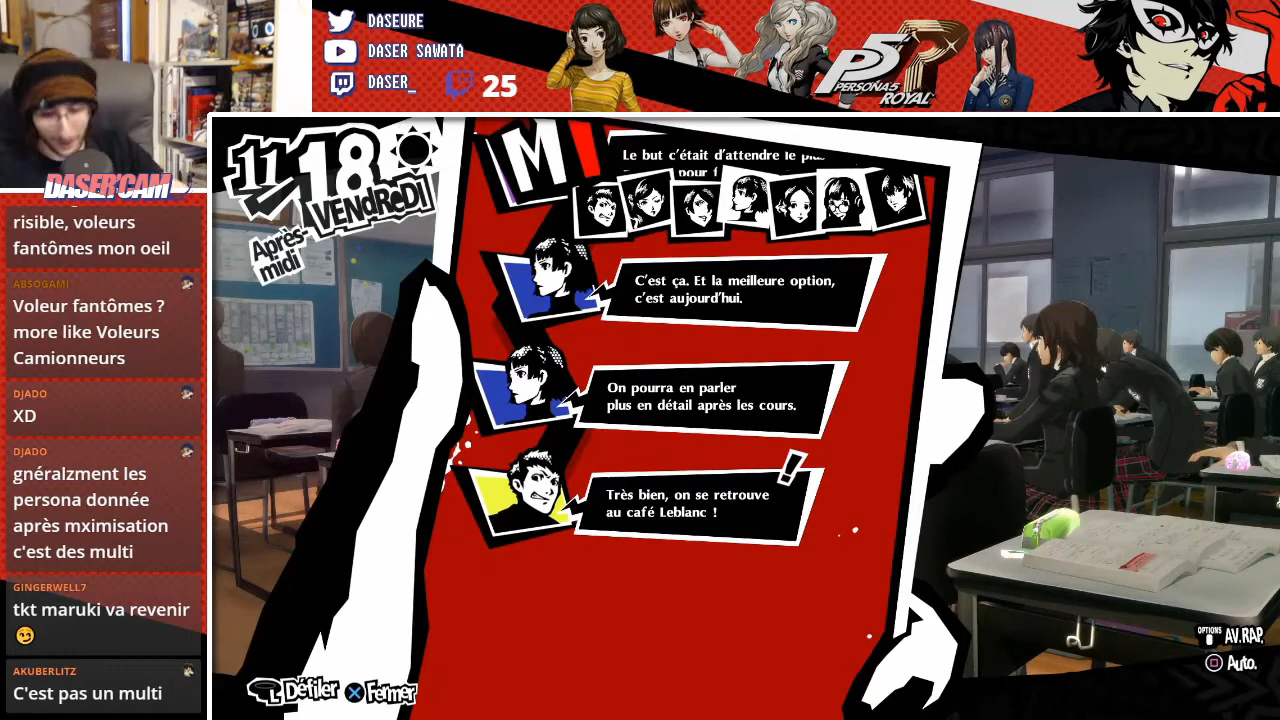 DASEURE
DASER SAWATA
DASER_
25
P5R
PERSONA5
ROYAL
DASER'CAM
risible, voleurs
fantômes mon oeil
ABSOGAMI
Voleur fantômes ?
more like Voleurs
Camionneurs
DJADO
XD
DJADO
gnéralzment les
persona donnée
après mximisation
c'est des multi
GINGERWELL7
tkt maruki va revenir
AKUBERLITZ
C'est pas un multi
11/18
VENdReDI
Après-
midi
Le but c'était d'attendre le
pour
C'est ça. Et la meilleure option,
c'est aujourd'hui.
On pourra en parler
plus en détail après les cours.
!
Très bien, on se retrouve
au café Leblanc !
L Défiler Fermer
OPTIONS
AV.RAP.
Auto.